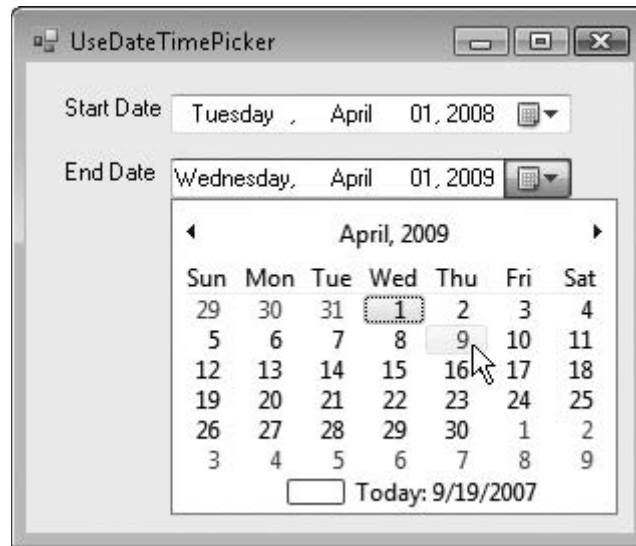 UseDateTimePicker
Start Date Tuesday , April 01, 2008
End Date Wednesday, April 01, 2009
April, 2009
Sun Mon Tue Wed Thu Fri Sat
29 30 31 1 2 3 4
5 6 7 8 9 10 11
12 13 14 15 16 17 18
19 20 21 22 23 24 25
26 27 28 29 30 1 2
3 4 5 6 7 8 9
Today: 9/19/2007